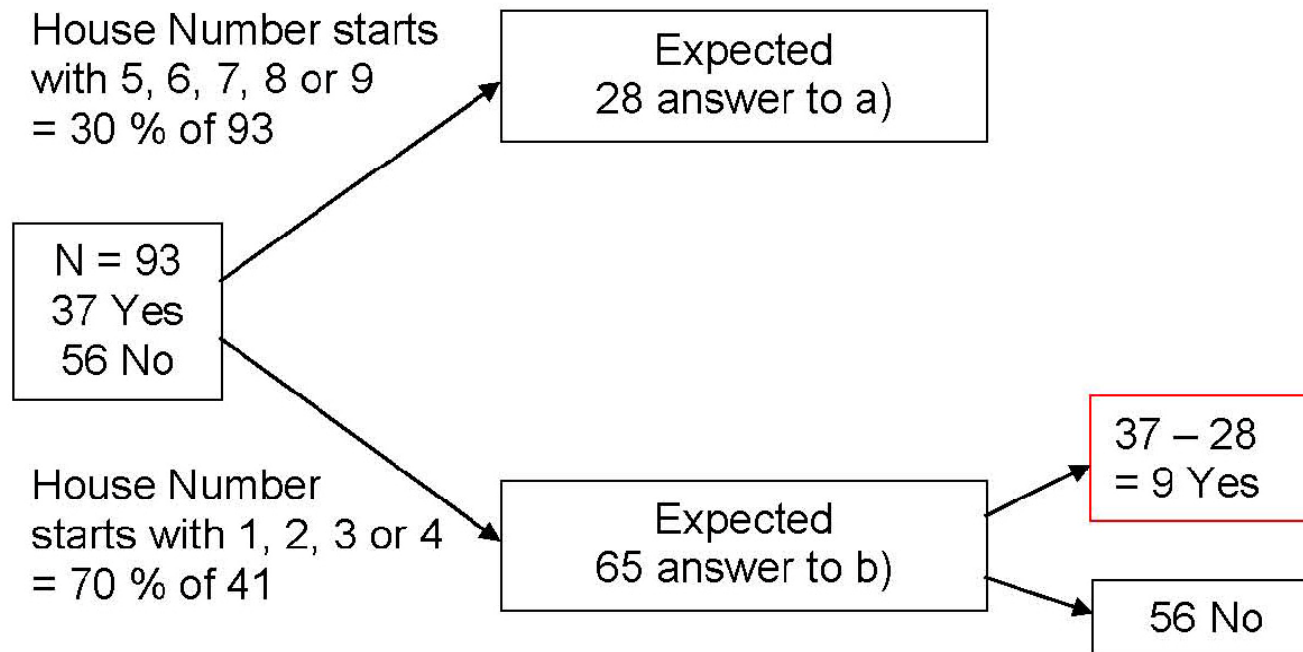 House Number starts
with 5, 6, 7, 8 or 9
= 30 % of 93
Expected
28 answer to a)
N = 93
37 Yes
56 No
House Number
starts with 1, 2, 3 or 4
= 70 % of 41
Expected
65 answer to b)
37 – 28
= 9 Yes
56 No